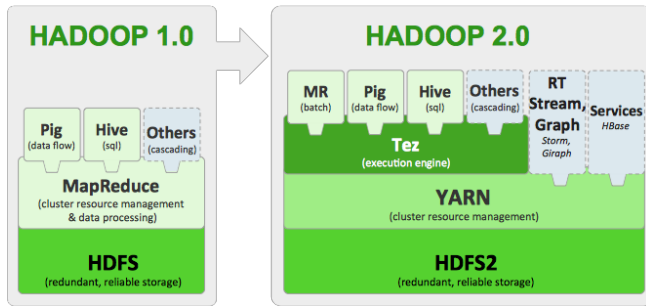 HADOOP 1.0
Pig
(data flow)
Hive
(sql)
Others
(cascading)
MapReduce
(cluster resource management
& data processing)
HDFS
(redundant, reliable storage)
HADOOP 2.0
MR
(batch)
Pig
(data flow)
Hive
(sql)
Others
(cascading)
RT
Stream,
Graph
Storm,
Giraph
Services
HBase
Tez
(execution engine)
YARN
(cluster resource management)
HDFS2
(redundant, reliable storage)